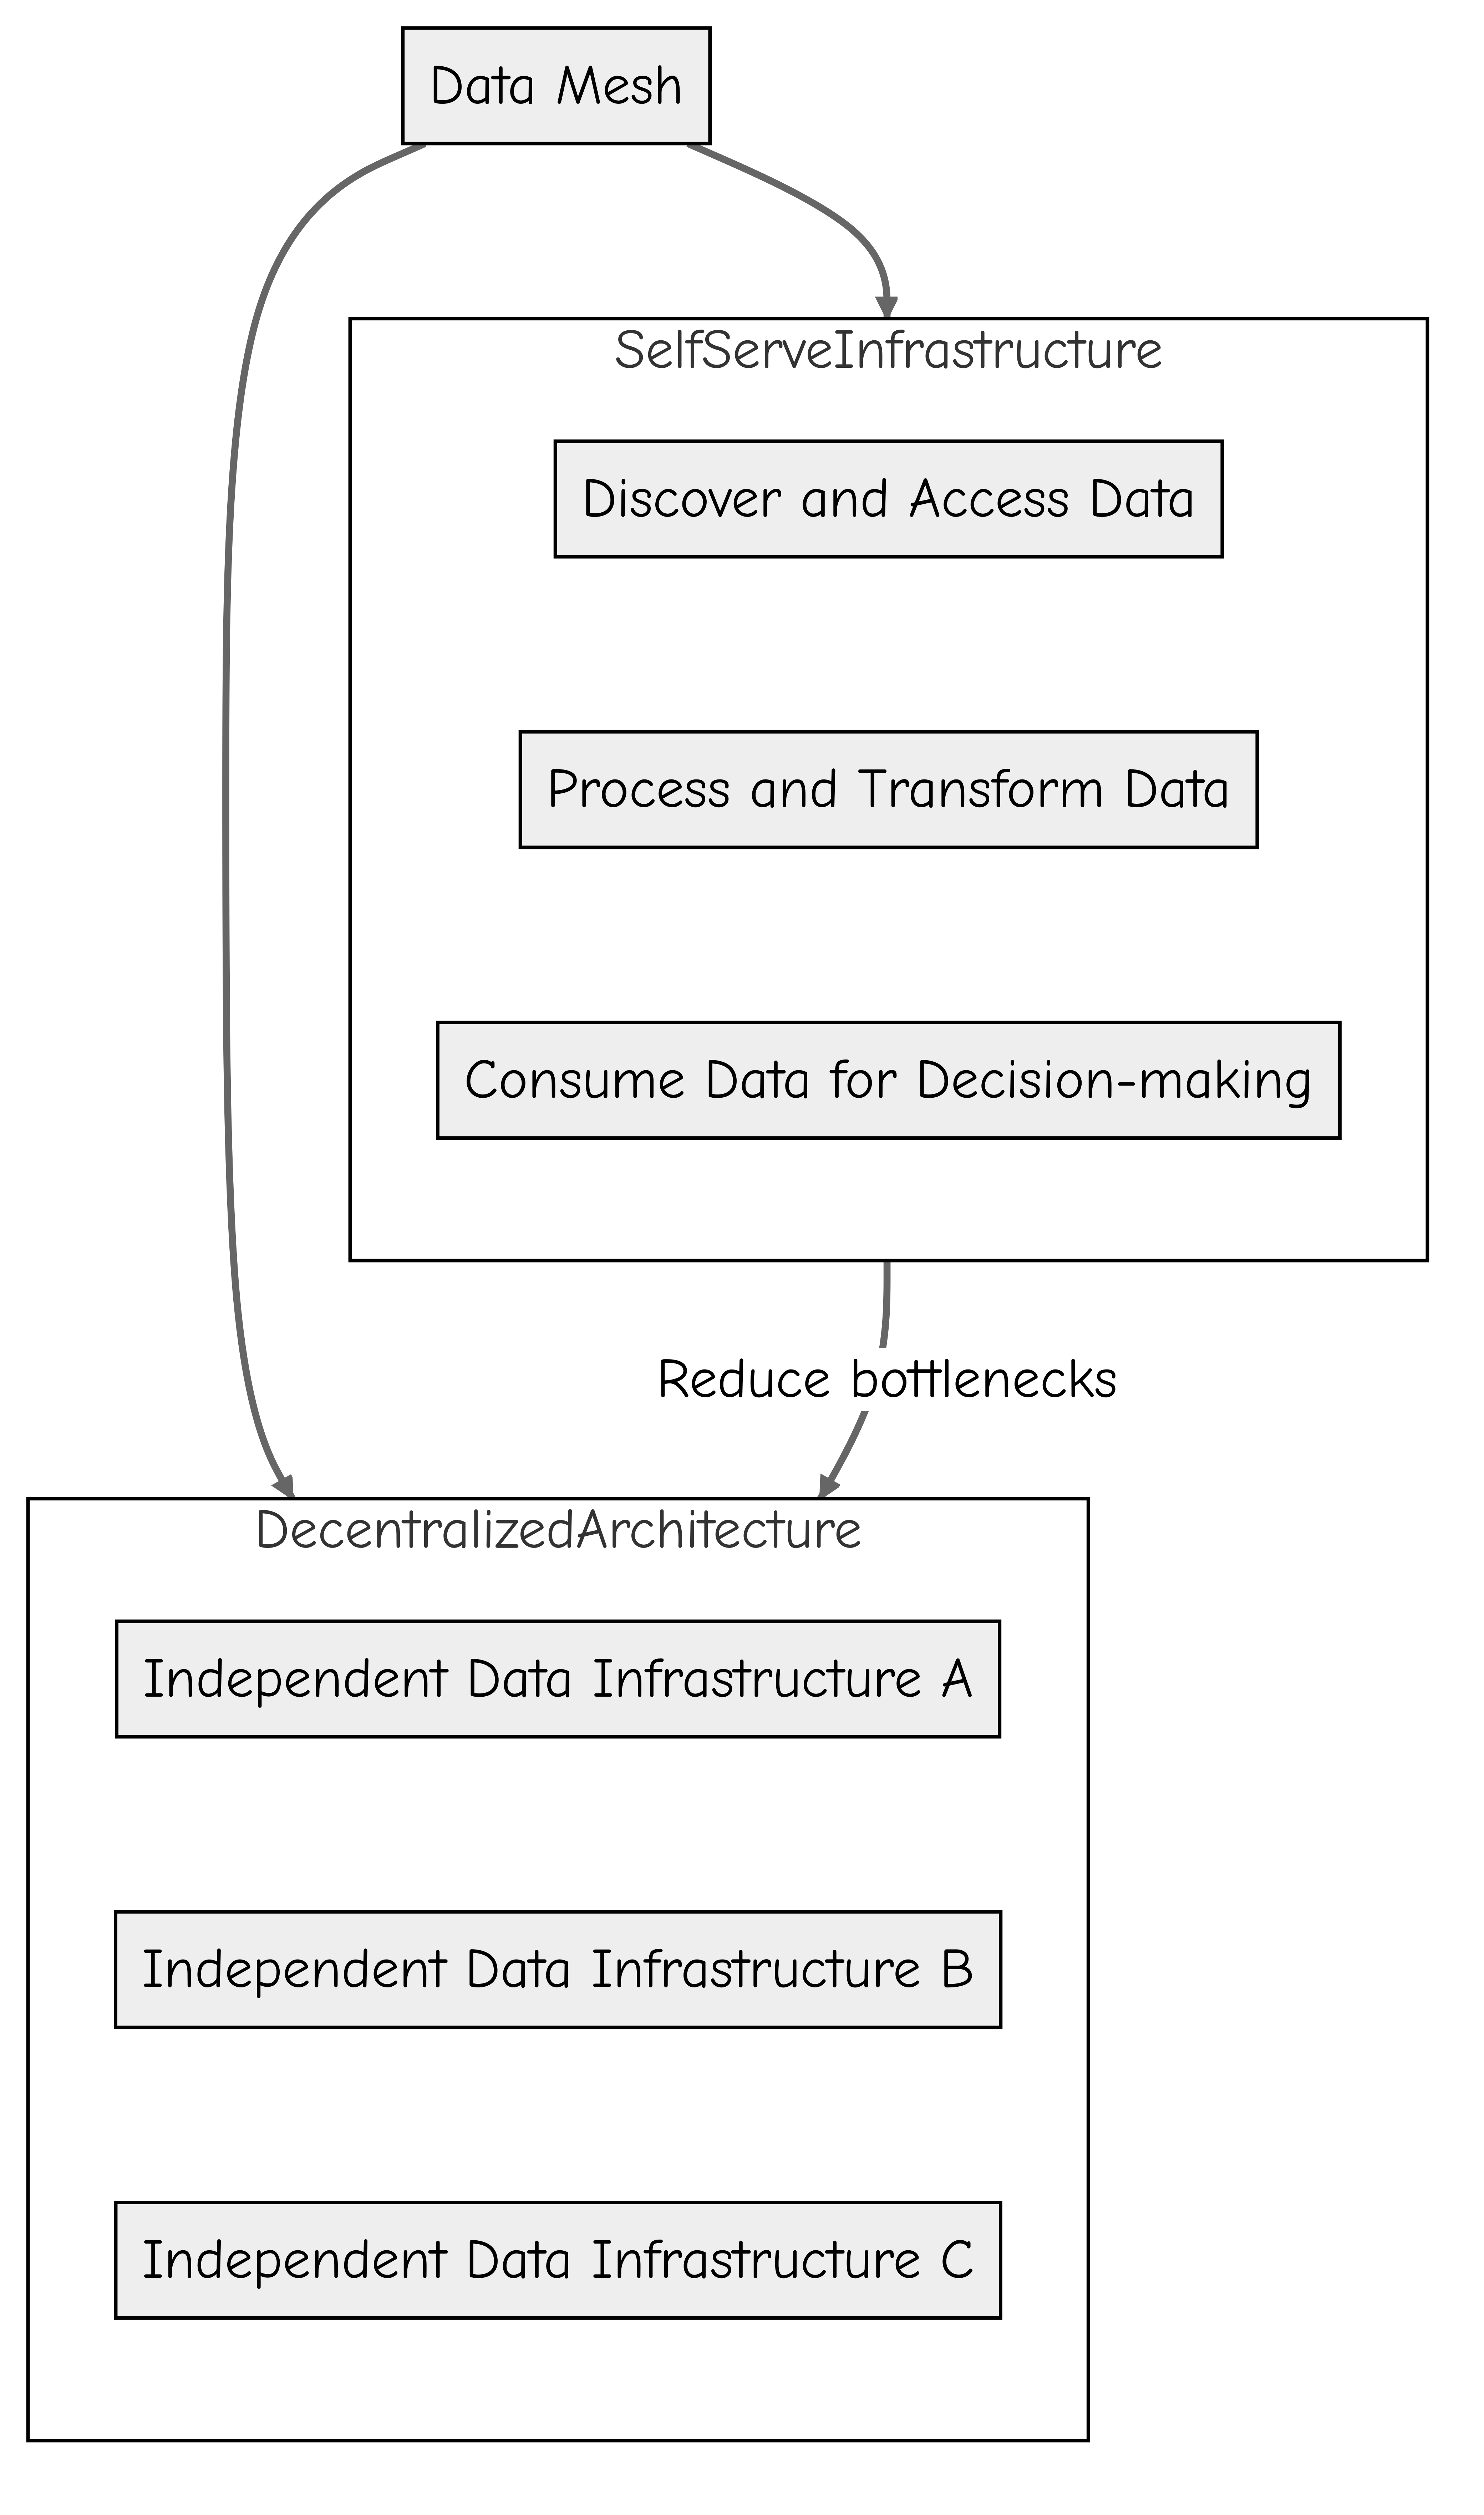 Data Mesh
SelfServeInfrastructure
Discover and Access Data
Process and Transform Data
Consume Data for Decision-making
Reduce bottlenecks
DecentralizedArchitecture
Independent Data Infrastructure A
Independent Data Infrastructure B
Independent Data Infrastructure C